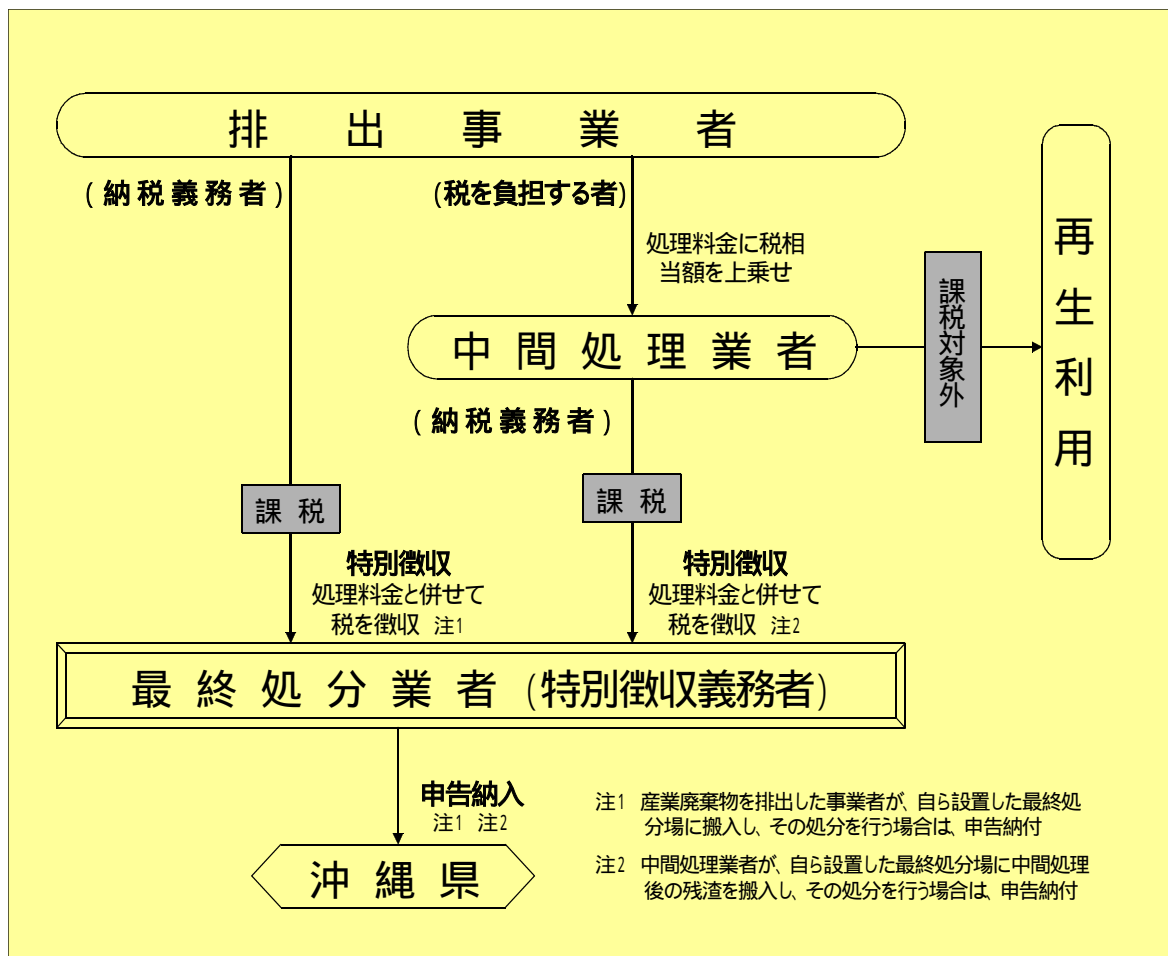 排出事業者
(納税義務者)
(税を負担する者)
処理料金に税相
当額を上乗せ
中間処理業者
課税対象外
再生利用
(納税義務者)
課税
課税
特別徴収
処理料金と併せて
税を徴収 注1
特別徴収
処理料金と併せて
税を徴収 注2
最終処分業者(特別徴収義務者)
申告納入
注1 注2
沖縄県
注1 産業廃棄物を排出した事業者が、自ら設置した最終処
分場に搬入し、その処分を行う場合は、申告納付
注2 中間処理業者が、自ら設置した最終処分場に中間処理
後の残渣を搬入し、その処分を行う場合は、申告納付